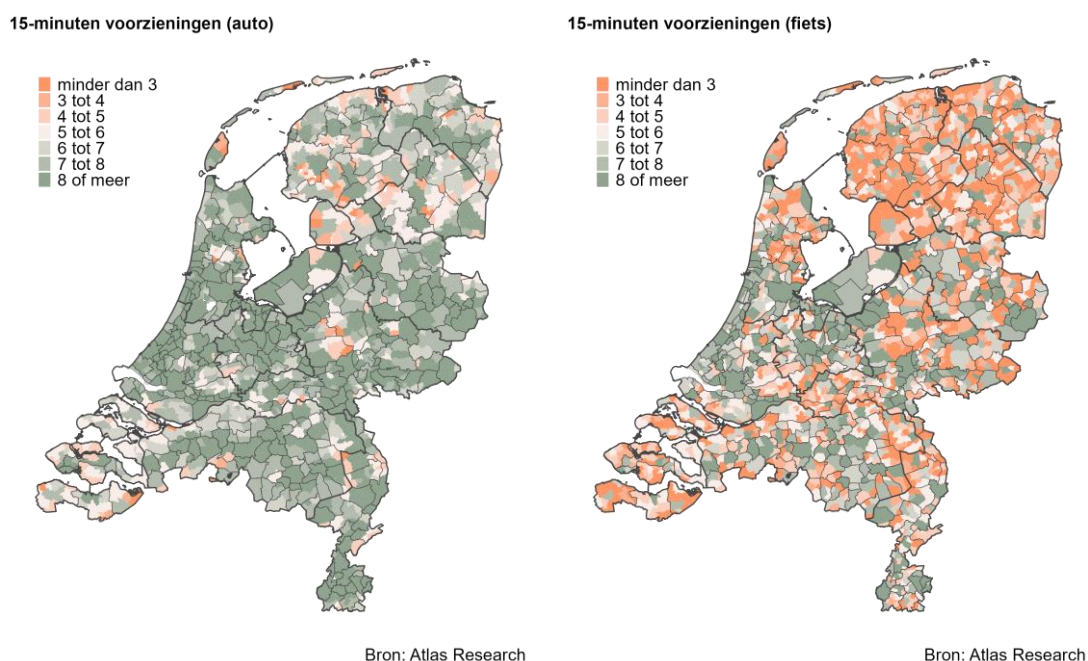 15-minuten voorzieningen (auto)
minder dan 3
3 tot 4
4 tot 5
5 tot 6
6 tot 7
7 tot 8
8 of meer
Bron: Atlas Research
15-minuten voorzieningen (fiets)
minder dan 3
3 tot 4
4 tot 5
5 tot 6
6 tot 7
7 tot 8
8 of meer
Bron: Atlas Research